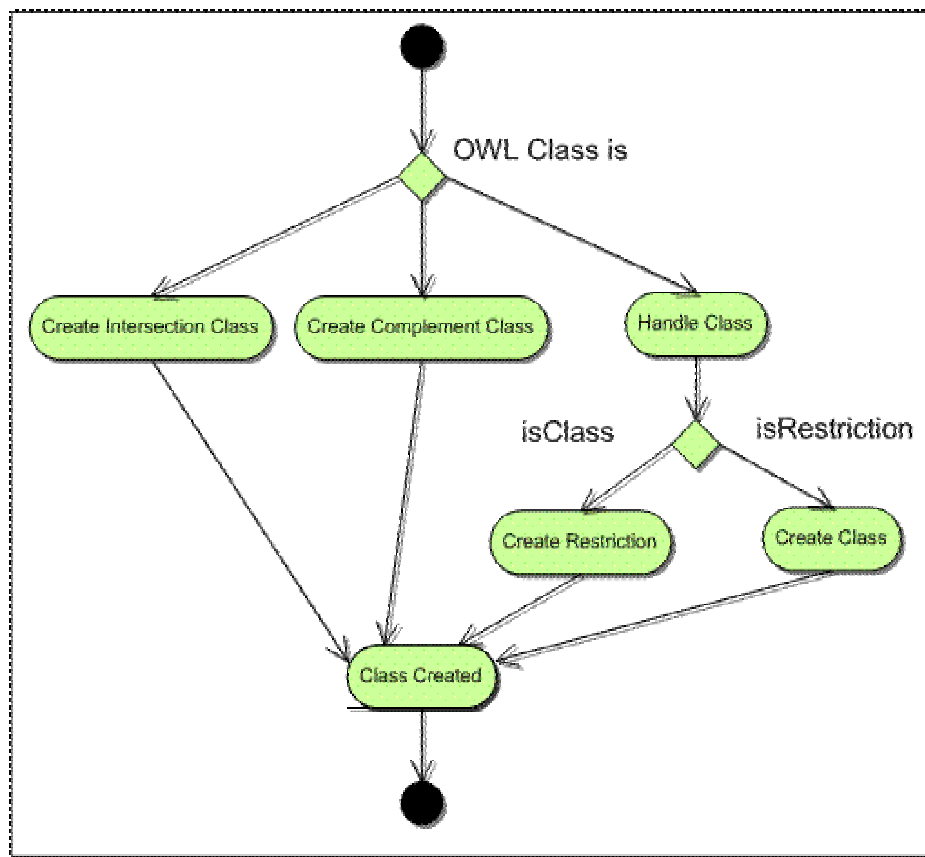 OWL Class is
Create Intersection Class
Create Complement Class
Handle Class
isClass
isRestriction
Create Restriction
Create Class
Class Created